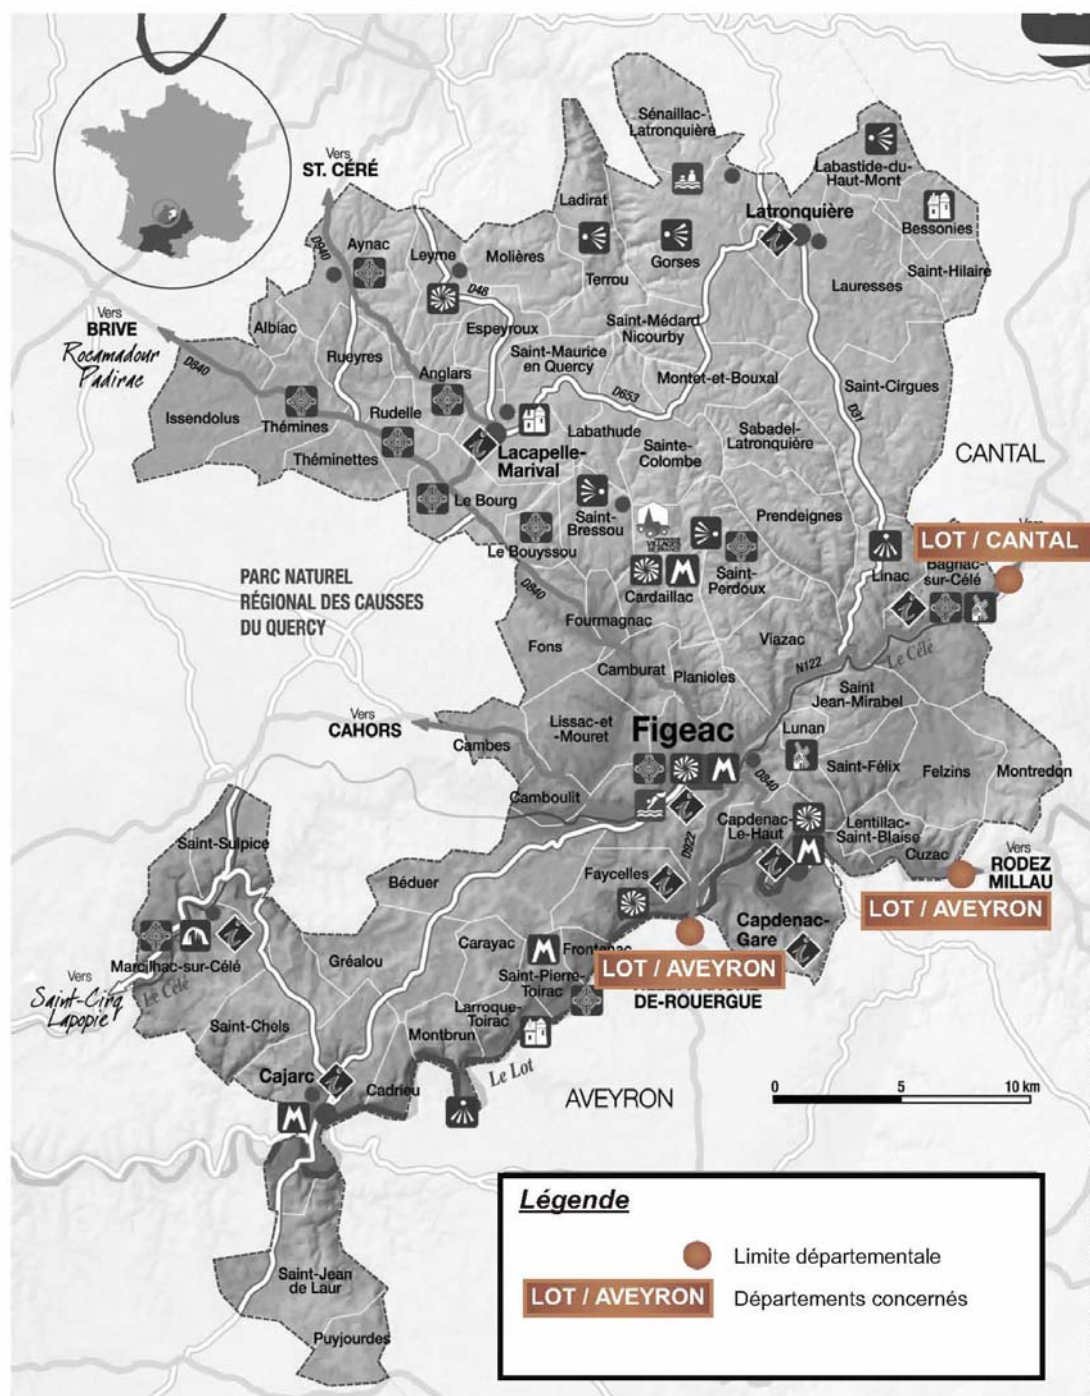 Sénaillac-
Latronquière
Vers
ST. CÉRÉ
Labastide-du-
Haut-Mont
Ladirat
Latronquière
Bessonies
D940
Aynac
Leyme
Molières
Terrou
Gorses
Saint-Hilaire
Lauresses
D48
Vers
BRIVE
Rocamadour
Padirac
Albiac
Espeyroux
Saint-Médard
Nicourby
Rueyres
Saint-Maurice
en Quercy
D840
Anglars
Montet-et-Bouxal
Saint-Cirgues
D653
D31
Issendolus
Thémines
Rudelle
Labathude
Sabadel-
Latronquière
Sainte-
Colombe
CANTAL
Théminettes
Lacapelle-
Marival
Le Bourg
Saint-
Bressou
Prendeignes
Le Bouyssou
LOT / CANTAL
Linac
Bagnac-
sur-Célé
Saint-
Perdoux
PARC NATUREL
RÉGIONAL DES CAUSSES
DU QUERCY
D840
Cardaillac
Fourmagnac
Fons
Viazac
Le Célé
N122
Camburat
Planioles
Saint
Jean-Mirabel
Vers
CAHORS
Lissac-et
-Mouret
Figeac
Lunan
Cambes
Saint-Félix
Felzins
Montredon
D840
Camboulit
Capdenac-
Le-Haut
Lentillac-
Saint-Blaise
Saint-Sulpice
D922
Cuzac
Vers
RODEZ
MILLAU
Béduer
Faycelles
LOT / AVEYRON
Capdenac-
Gare
Carayac
Frontenac
LOT / AVEYRON
Gréalou
Marcilhac-sur-Célé
Saint-Pierre-
Toirac
Vers
Saint-Cirq
Lapopie
Le Célé
DE-ROUERGUE
Larroque-
Toirac
Saint-Chels
Montbrun
Le Lot
Cajarc
Cadrieu
AVEYRON
0 5 10 km
Légende
Limite départementale
LOT / AVEYRON
Départements concernés
Saint-Jean
de Laur
Puyjourdes